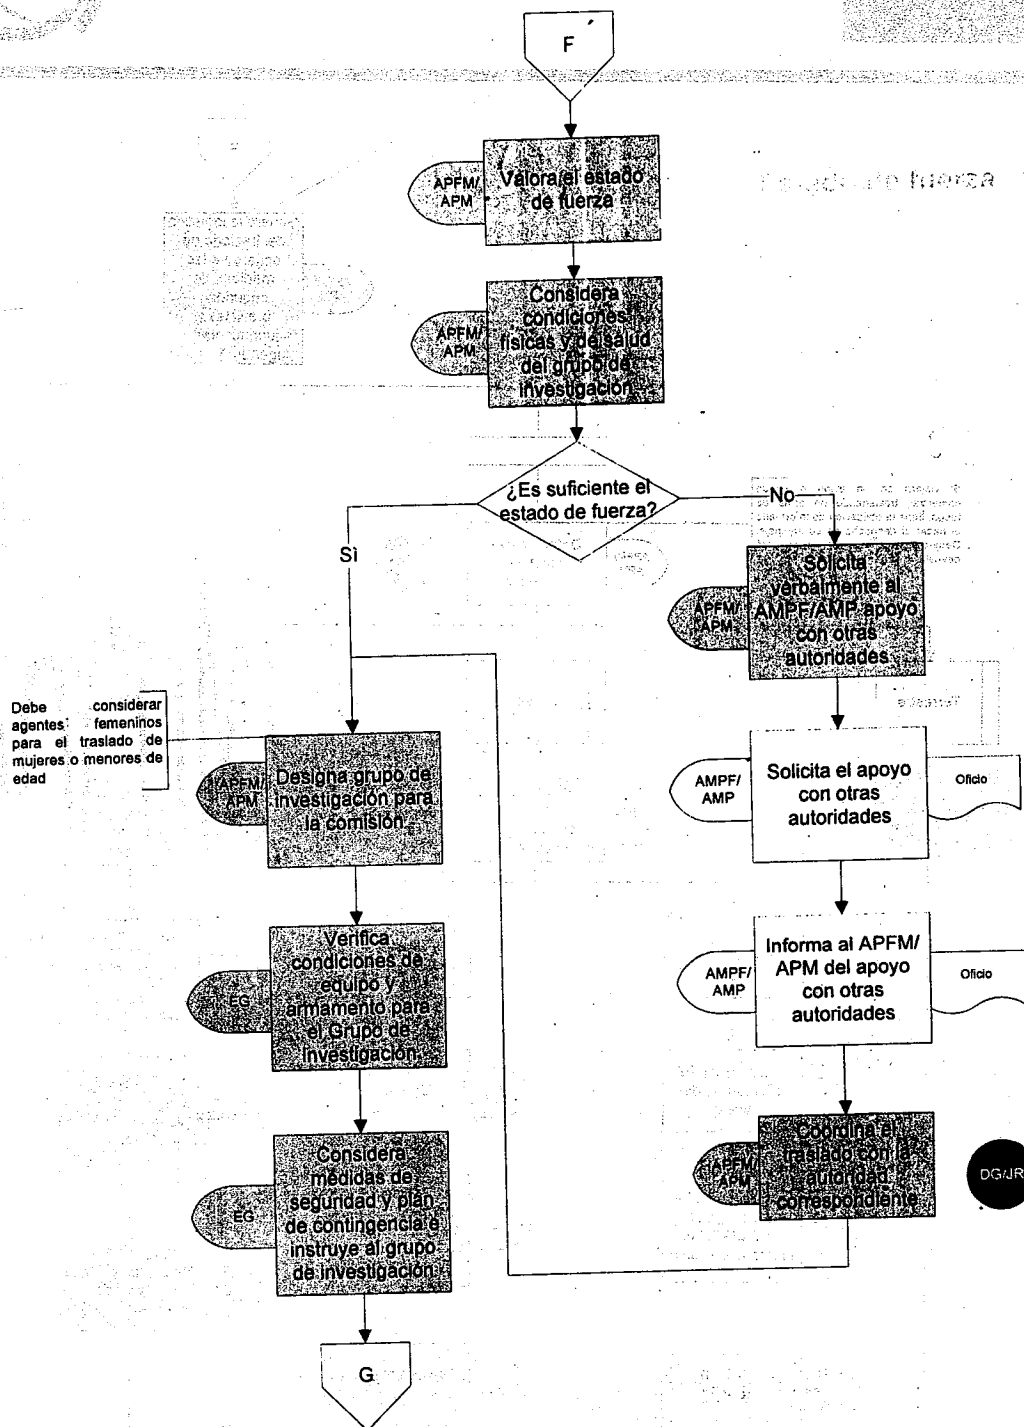 F
APFM/
APM
Valora el estado
de fuerza
APFM/
APM
Considera
condiciones
físicas y de salud
del grupo de
investigación
¿Es suficiente el
estado de fuerza?
No
Sì
APFM/
APM
Solicita
verbalmente al
AMPF/AMP apoyo
con otras
autoridades
Debe considerar
agentes femeninos
para el traslado de
mujeres o menores de
edad
APFM/
APM
Designa grupo de
investigación para
la comisión
AMPF/
AMP
Solicita el apoyo
con otras
autoridades
Oficio
EG
Verifica
condiciones de
equipo y
armamento para
el Grupo de
Investigación
AMPF/
AMP
Informa al APFM/
APM del apoyo
con otras
autoridades
Oficio
EG
Considera
medidas de
seguridad y plan
de contingencia e
instruye al grupo
de investigación
APFM/
APM
Coordina el
traslado con la
autoridad
correspondiente
DG/JR
G